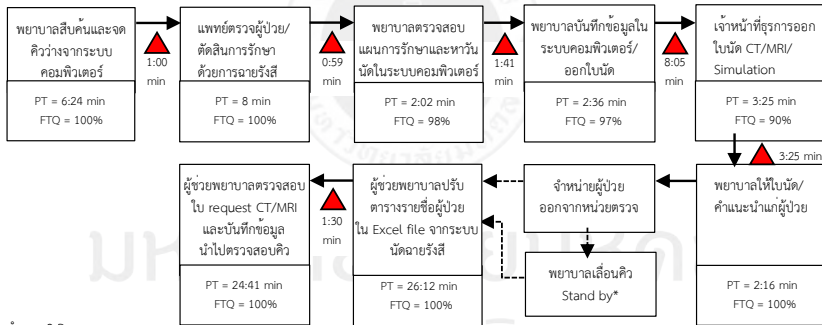 พยาบาลสืบค้นและจด
คิวว่างจากระบบ
คอมพิวเตอร์
PT = 6:24 min
FTQ = 100%
1:00
min
แพทย์ตรวจผู้ป่วย/
ตัดสินการรักษา
ด้วยการฉายรังสี
PT = 8 min
FTQ = 100%
0:59
min
พยาบาลตรวจสอบ
แผนการรักษาและหาวัน
นัดในระบบคอมพิวเตอร์
PT = 2:02 min
FTQ = 98%
1:41
min
พยาบาลบันทึกข้อมูลใน
ระบบคอมพิวเตอร์/
ออกใบนัด
PT = 2:36 min
FTQ = 97%
8:05
min
เจ้าหน้าที่ธุรการออก
ใบนัด CT/MRI/
Simulation
PT = 3:25 min
FTQ = 90%
3:25 min
พยาบาลให้ใบนัด/
คำแนะนำแก่ผู้ป่วย
PT = 2:16 min
FTQ = 100%
จำหน่ายผู้ป่วย
ออกจากหน่วยตรวจ
พยาบาลเลื่อนคิว
Stand by*
ผู้ช่วยพยาบาลปรับ
ตารางรายชื่อผู้ป่วย
ใน Excel file จากระบบ
นัดฉายรังสี
PT = 26:12 min
FTQ = 100%
1:30
min
ผู้ช่วยพยาบาลตรวจสอบ
ใบ request CT/MRI
และบันทึกข้อมูล
นำไปตรวจสอบคิว
PT = 24:41 min
FTQ = 100%